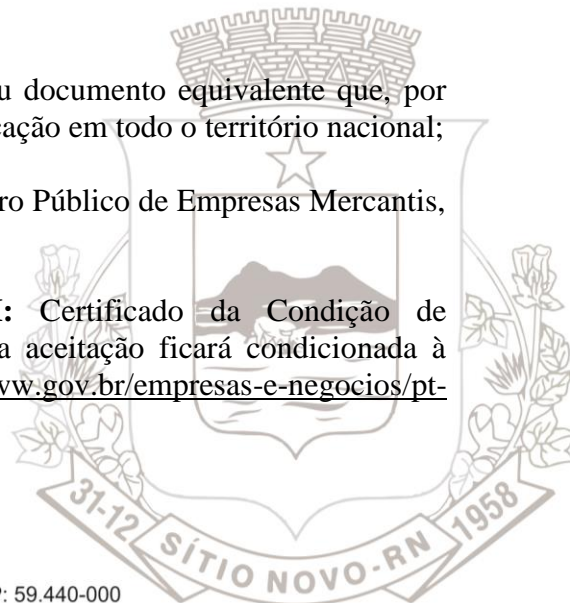 u documento equivalente que, por
cação em todo o território nacional;
ro Público de Empresas Mercantis,
: Certificado da Condição de
a aceitação ficará condicionada à
ww.gov.br/empresas-e-negocios/pt-
31-12 SÍTIO NOVO-RN 1958
: 59.440-000